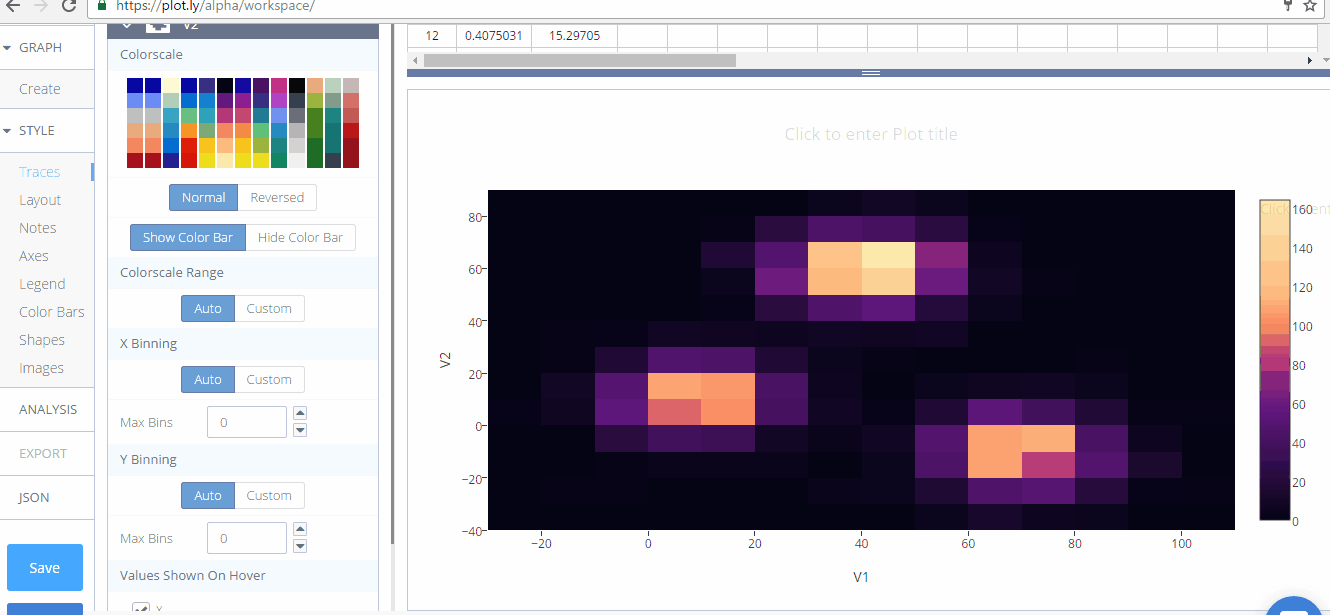 https://plot.ly/alpha/workspace/
V2
GRAPH
Create
STYLE
Traces
Layout
Notes
Axes
Legend
Color Bars
Shapes
Images
ANALYSIS
EXPORT
JSON
Save
Colorscale
Normal Reversed
Show Color Bar Hide Color Bar
Colorscale Range
Auto Custom
X Binning
Auto Custom
Max Bins 0
Y Binning
Auto Custom
Max Bins 0
Values Shown On Hover
X
12 0.4075031 15.29705
Click to enter Plot title
80
60
40
20
0
−20
−40
V2
−20 0 20 40 60 80 100
V1
160
140
120
100
80
60
40
20
0